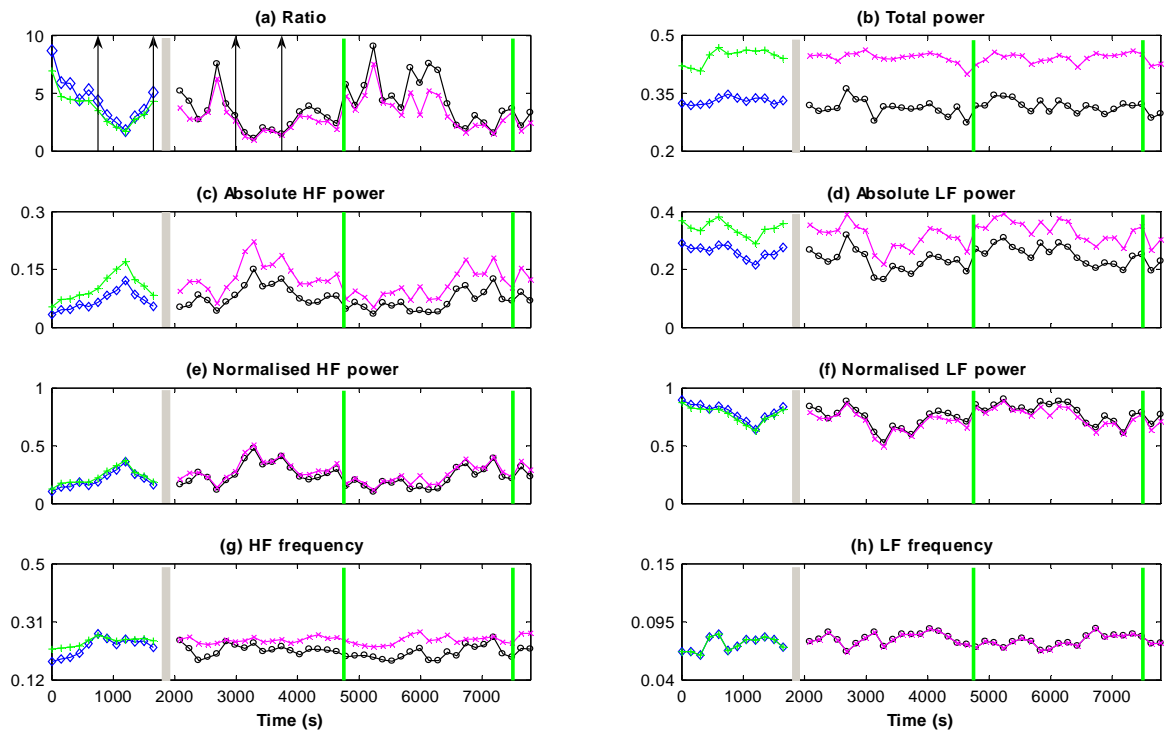 (a) Ratio
10
5
0
(b) Total power
0.5
0.35
0.2
(c) Absolute HF power
0.3
0.15
0
(d) Absolute LF power
0.4
0.2
0
(e) Normalised HF power
1
0.5
0
(f) Normalised LF power
1
0.5
0
(g) HF frequency
0.5
0.31
0.12
0 1000 2000 3000 4000 5000 6000 7000
Time (s)
(h) LF frequency
0.15
0.095
0.04
0 1000 2000 3000 4000 5000 6000 7000
Time (s)